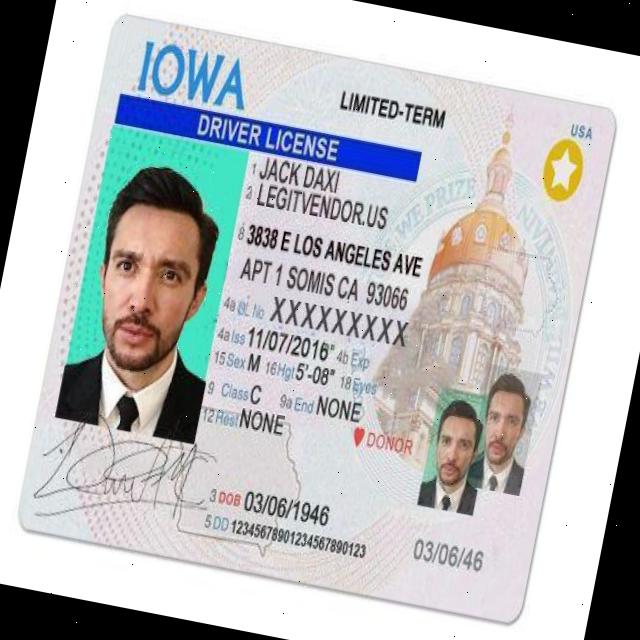 IOWA
LIMITED-TERM
USA
DRIVER LICENSE
1 JACK DAXI
2 LEGITVENDOR.US
8 3838 E LOS ANGELES AVE
APT 1 SOMIS CA 93066
4a DL No XXXXXXXXX
4a Iss 11/07/2016" 4b Exp
15 Sex M 16 Hgt 5'-08" 18 Eyes
9 Class C 9a End NONE
12 Rest NONE
DONOR
3 DOB 03/06/1946
5 DD 12345678901234567890123
03/06/46
WE PRIZE